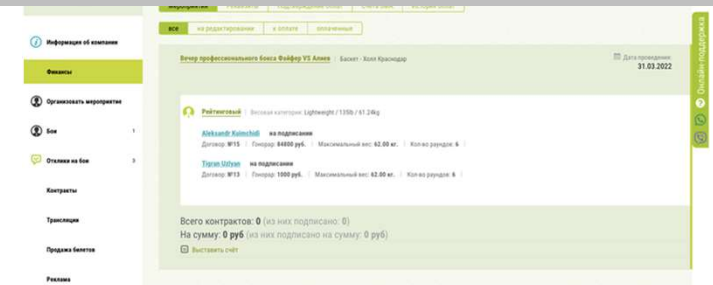 все на редактировании к оплате оплаченные
Информация об компании
Финансы
Организовать мероприятие
Бои 1
Отклики на бои 3
Контракты
Трансляции
Продажа билетов
Реклама
Вечер профессионального бокса Файфер VS Алиев | Баскет - Холл Краснодар
Дата проведения
31.03.2022
Рейтинговый | Весовая категория: Lightweight / 135lb / 61.24kg
Aleksandr Kuimchidi на подписании
Договор: №15 | Гонорар: 84800 руб. | Максимальный вес: 62.00 кг. | Кол-во раундов: 6
Tigran Uzlyan на подписании
Договор: №13 | Гонорар: 1000 руб. | Максимальный вес: 62.00 кг. | Кол-во раундов: 6
Всего контрактов: 0 (из них подписано: 0)
На сумму: 0 руб (из них подписано на сумму: 0 руб)
Выставить счёт
Онлайн-поддержка